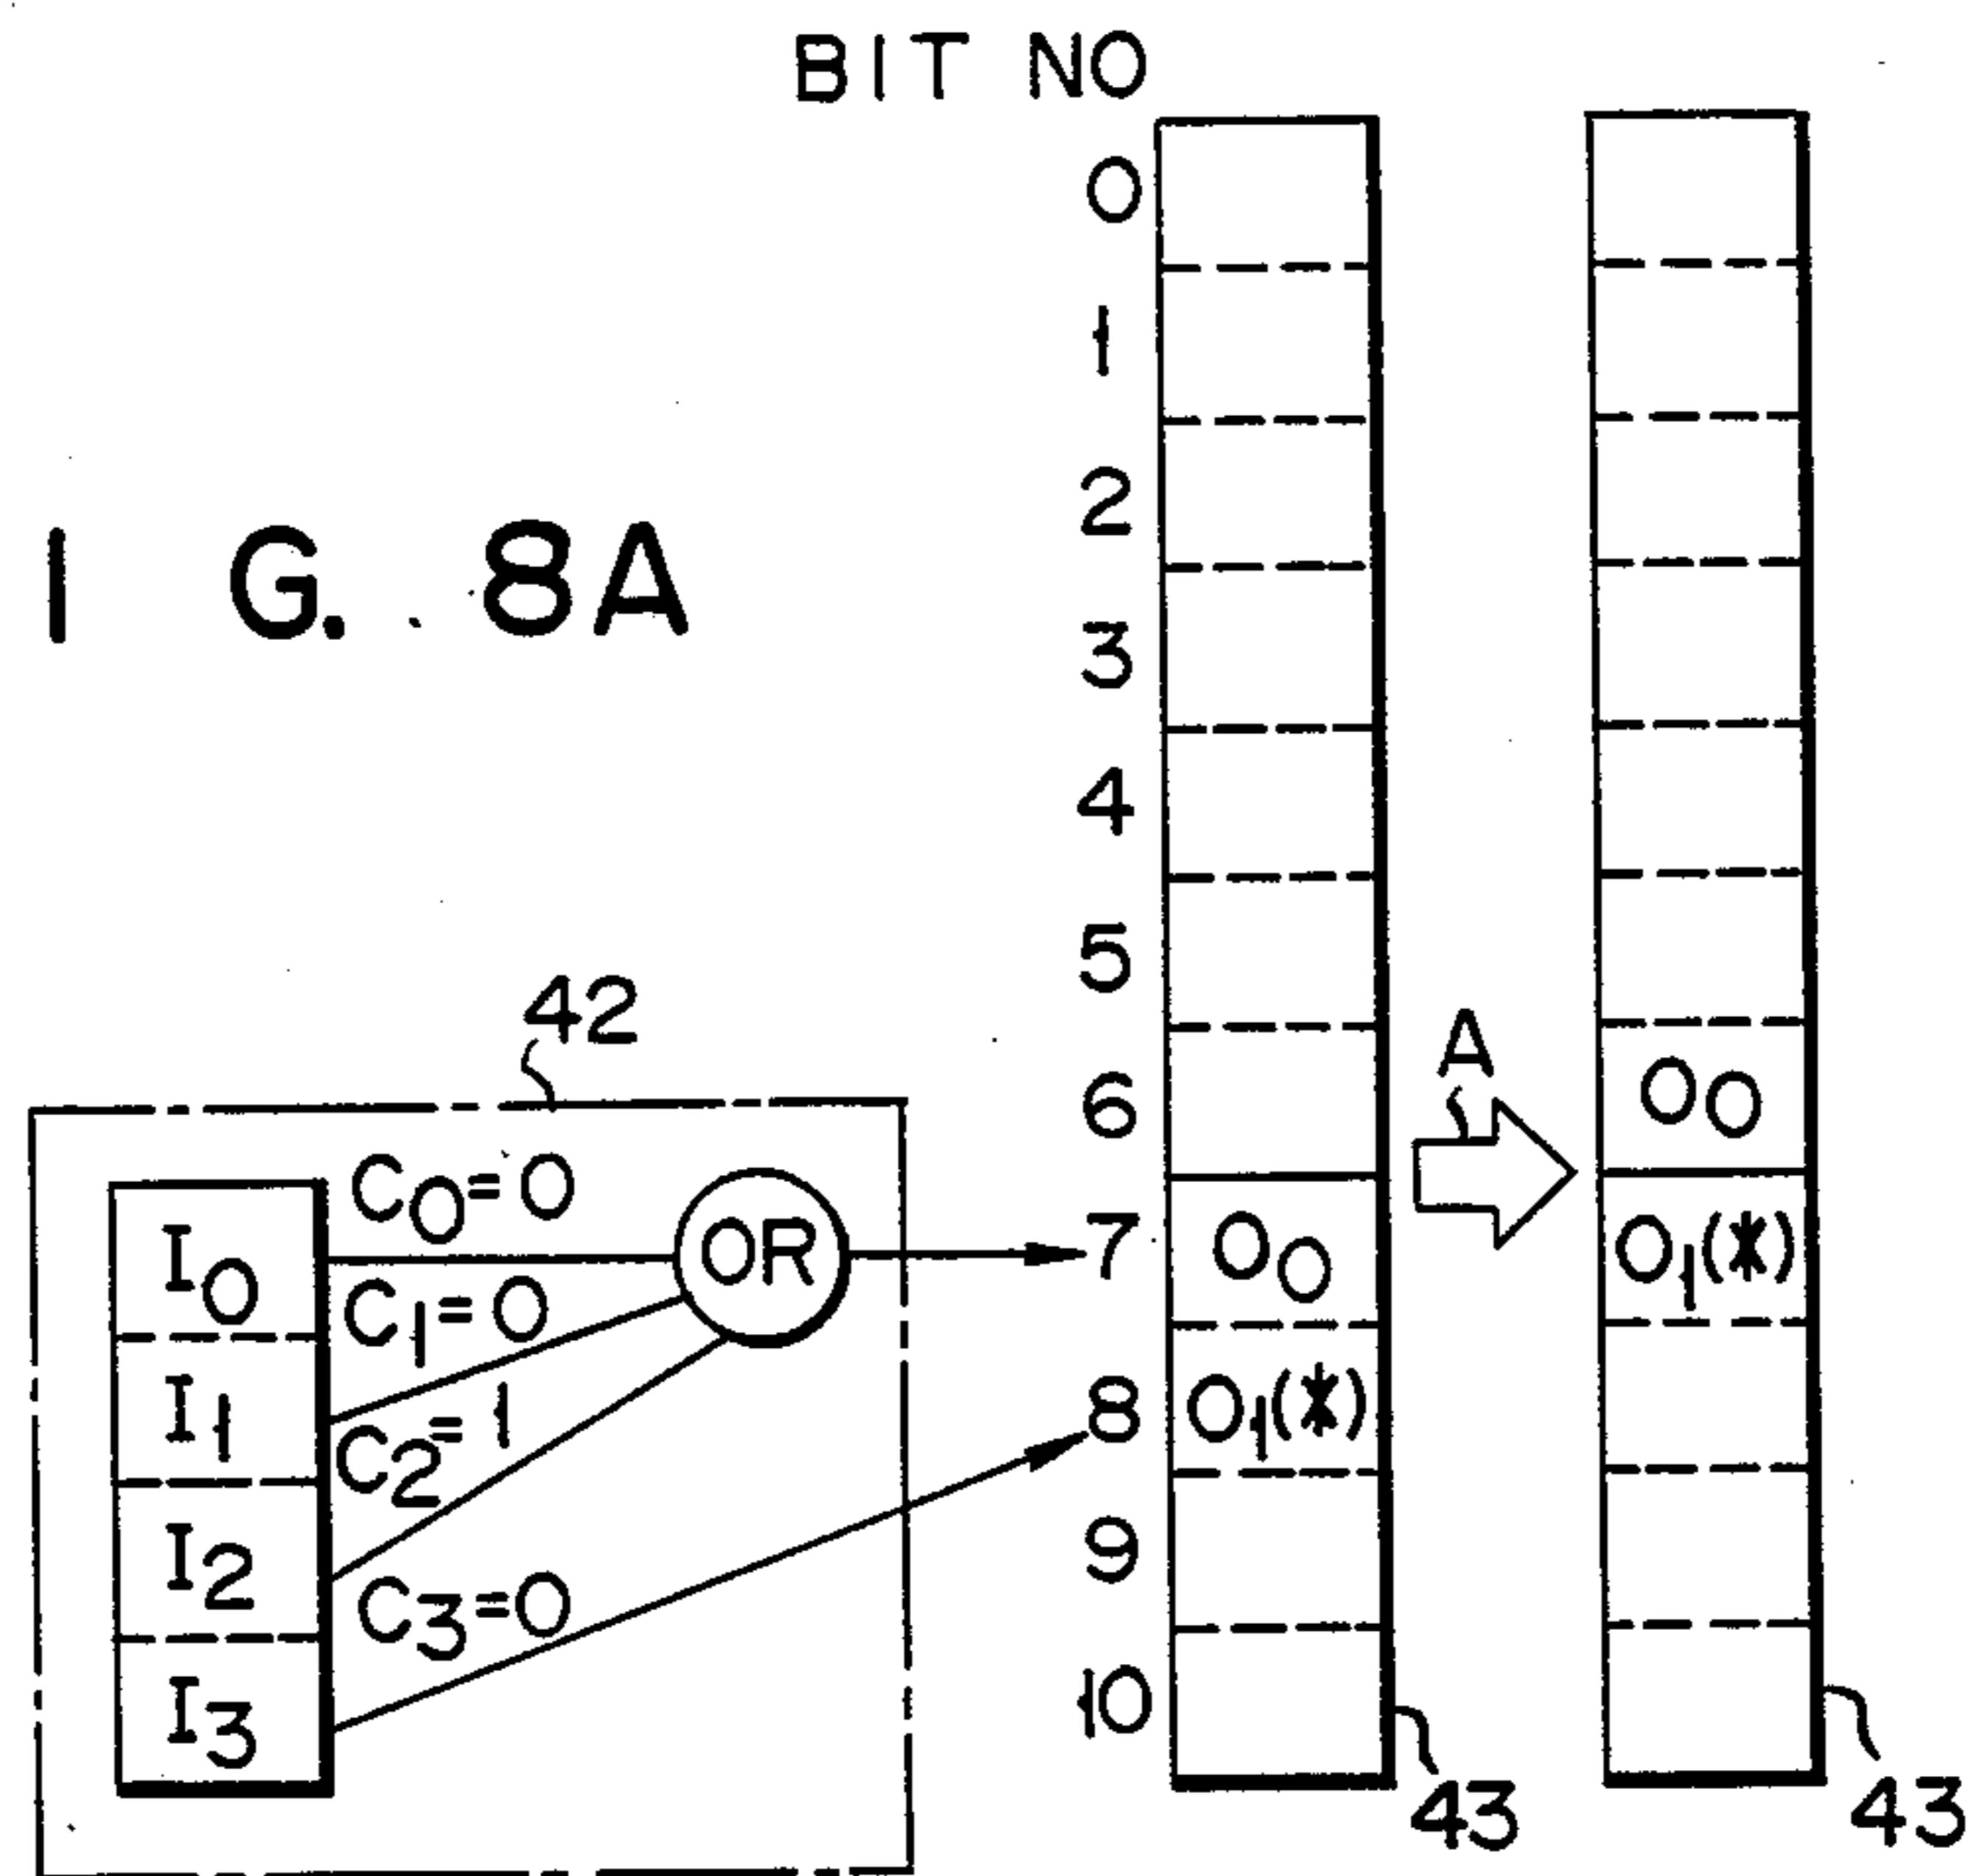 BIT NO
0
1
2
I G. 8A
3
4
5
42
6
A
O₀
C₀=0
I₀
OR
7
O₀
O₁(*)
C₁=0
I₁
8
O₁(*)
C₂=1
I₂
9
C₃=0
I₃
10
43
43